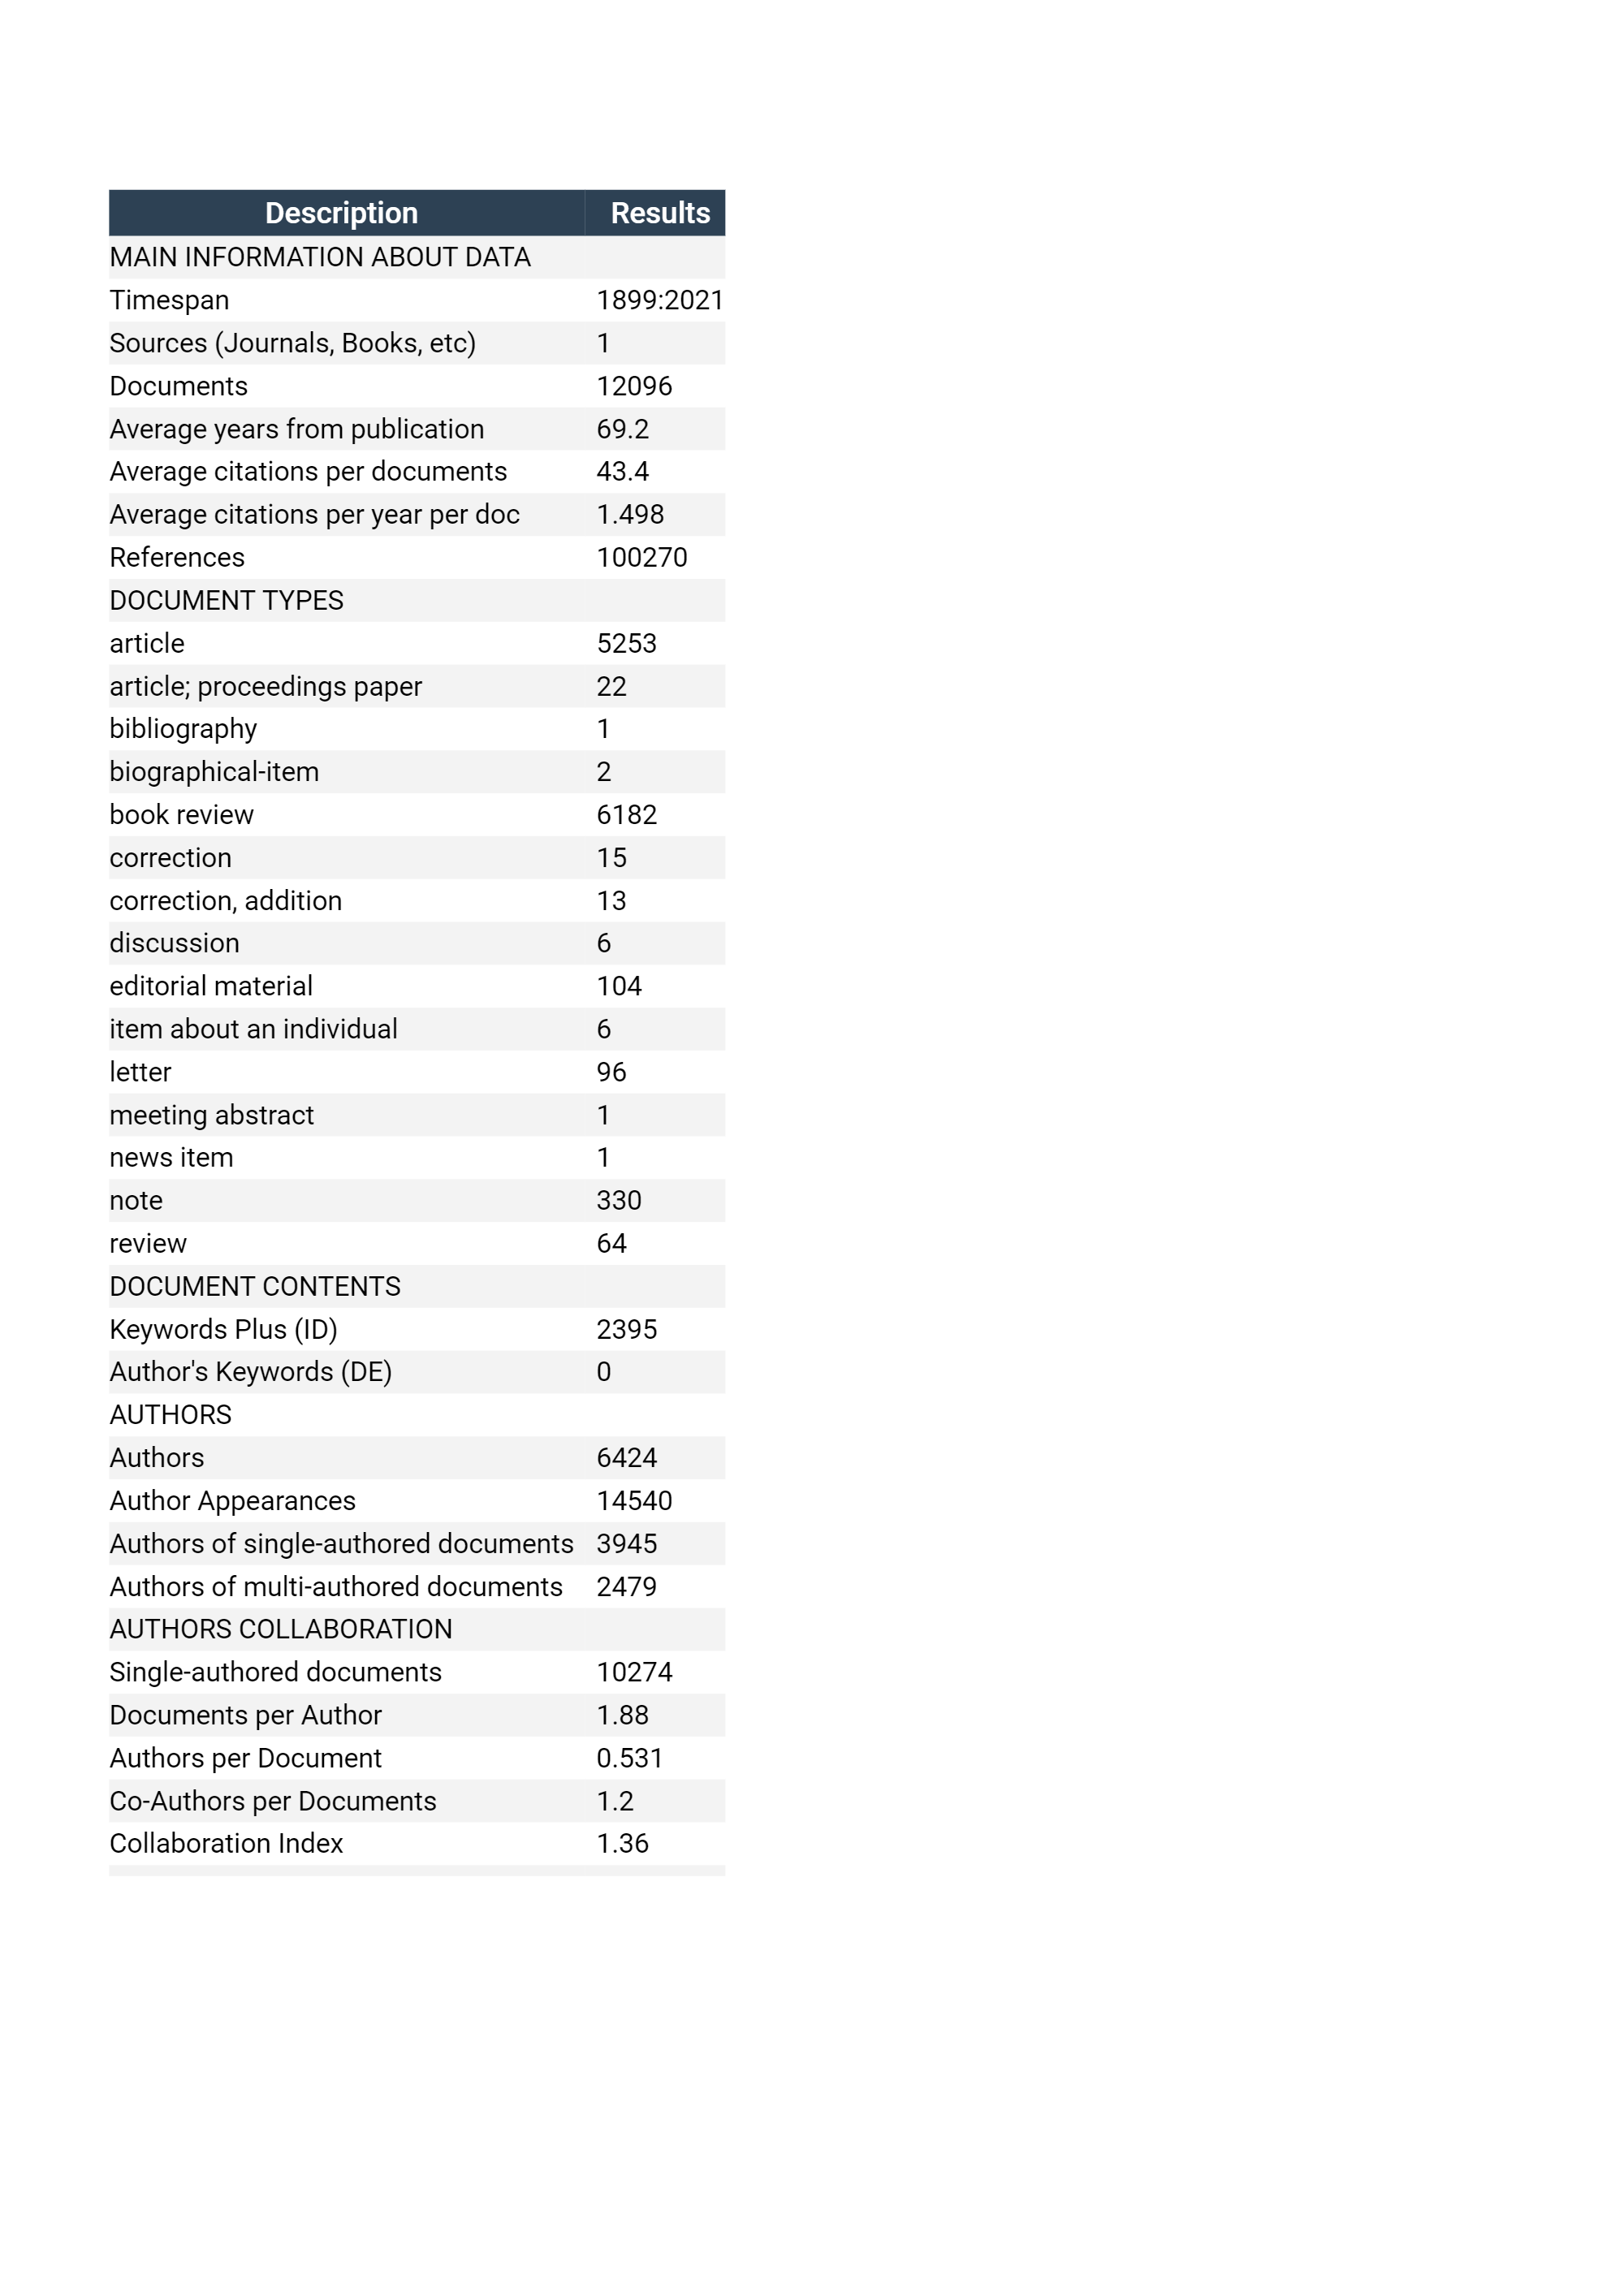 Description Results
MAIN INFORMATION ABOUT DATA
Timespan 1899:2021
Sources (Journals, Books, etc) 1
Documents 12096
Average years from publication 69.2
Average citations per documents 43.4
Average citations per year per doc 1.498
References 100270
DOCUMENT TYPES
article 5253
article; proceedings paper 22
bibliography 1
biographical-item 2
book review 6182
correction 15
correction, addition 13
discussion 6
editorial material 104
item about an individual 6
letter 96
meeting abstract 1
news item 1
note 330
review 64
DOCUMENT CONTENTS
Keywords Plus (ID) 2395
Author's Keywords (DE) 0
AUTHORS
Authors 6424
Author Appearances 14540
Authors of single-authored documents 3945
Authors of multi-authored documents 2479
AUTHORS COLLABORATION
Single-authored documents 10274
Documents per Author 1.88
Authors per Document 0.531
Co-Authors per Documents 1.2
Collaboration Index 1.36